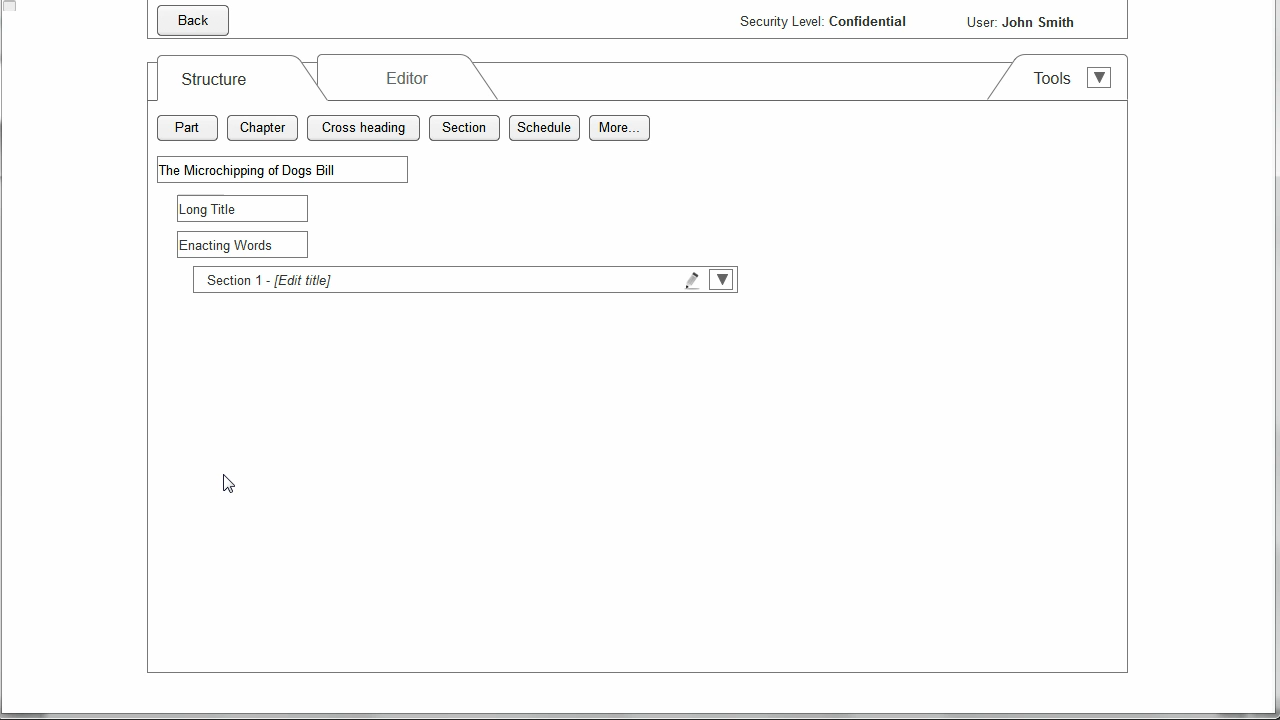 Back
Security Level: Confidential
User: John Smith
Structure
Editor
Tools
Part
Chapter
Cross heading
Section
Schedule
More...
The Microchipping of Dogs Bill
Long Title
Enacting Words
Section 1 - [Edit title]